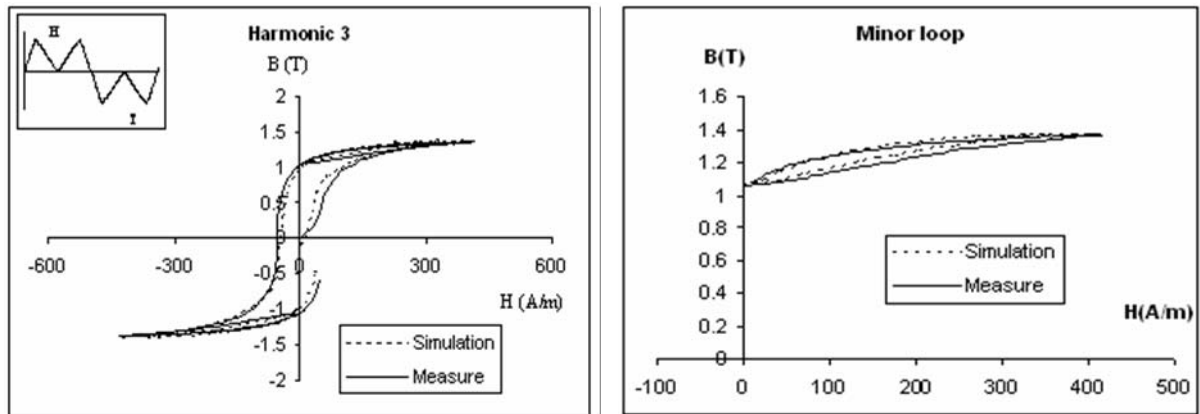 H
I
Harmonic 3
B (T)
2
1.5
1
0.5
0
-0.5
-1
-1.5
-2
-600
-300
0
300
600
H (A/m)
Simulation
Measure
Minor loop
B(T)
1.6
1.4
1.2
1
0.8
0.6
0.4
0.2
0
-100
0
100
200
300
400
500
H(A/m)
Simulation
Measure